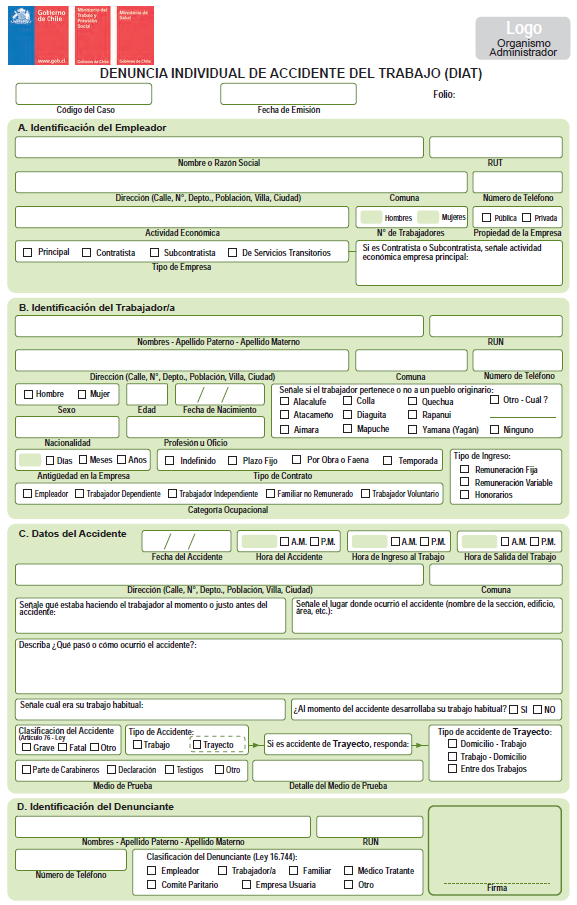 Gobierno de Chile
www.gob.cl
Ministerio del Trabajo y Previsión Social
Gobierno de Chile
Ministerio de Salud
Gobierno de Chile
Logo
Organismo
Administrador
DENUNCIA INDIVIDUAL DE ACCIDENTE DEL TRABAJO (DIAT)
Código del Caso
Fecha de Emisión
Folio:
A. Identificación del Empleador
Nombre o Razón Social
RUT
Dirección (Calle, N°, Depto., Población, Villa, Ciudad)
Comuna
Número de Teléfono
Hombres Mujeres
Pública Privada
Actividad Económica
N° de Trabajadores
Propiedad de la Empresa
Principal Contratista Subcontratista De Servicios Transitorios
Tipo de Empresa
Si es Contratista o Subcontratista, señale actividad
económica empresa principal:
B. Identificación del Trabajador/a
Nombres - Apellido Paterno - Apellido Materno
RUN
Dirección (Calle, N°, Depto., Población, Villa, Ciudad)
Comuna
Número de Teléfono
Hombre Mujer
/ /
Sexo
Edad
Fecha de Nacimiento
Señale si el trabajador pertenece o no a un pueblo originario:
Alacalufe Colla Quechua Otro - Cuál ?
Atacameño Diaguita Rapanui
Aimara Mapuche Yamana (Yagán) Ninguno
Nacionalidad
Profesión u Oficio
Días Meses Años
Antigüedad en la Empresa
Indefinido Plazo Fijo Por Obra o Faena Temporada
Tipo de Contrato
Tipo de Ingreso:
Remuneración Fija
Remuneración Variable
Honorarios
Empleador Trabajador Dependiente Trabajador Independiente Familiar no Remunerado Trabajador Voluntario
Categoría Ocupacional
C. Datos del Accidente
/ /
A.M. P.M.
A.M. P.M.
A.M. P.M.
Fecha del Accidente
Hora del Accidente
Hora de Ingreso al Trabajo
Hora de Salida del Trabajo
Dirección (Calle, N°, Depto., Población, Villa, Ciudad)
Comuna
Señale qué estaba haciendo el trabajador al momento o justo antes del
accidente:
Señale el lugar donde ocurrió el accidente (nombre de la sección, edificio,
área, etc.):
Describa ¿Qué pasó o cómo ocurrió el accidente?:
Señale cuál era su trabajo habitual:
¿Al momento del accidente desarrollaba su trabajo habitual? SI NO
Clasificación del Accidente
(Artículo 76 - Ley
Grave Fatal Otro
Tipo de Accidente:
Trabajo Trayecto
Si es accidente de Trayecto, responda:
Tipo de accidente de Trayecto:
Domicilio - Trabajo
Trabajo - Domicilio
Entre dos Trabajos
Parte de Carabineros Declaración Testigos Otro
Medio de Prueba
Detalle del Medio de Prueba
D. Identificación del Denunciante
Nombres - Apellido Paterno - Apellido Materno
RUN
Número de Teléfono
Clasificación del Denunciante (Ley 16.744):
Empleador Trabajador/a Familiar Médico Tratante
Comité Paritario Empresa Usuaria Otro
Firma